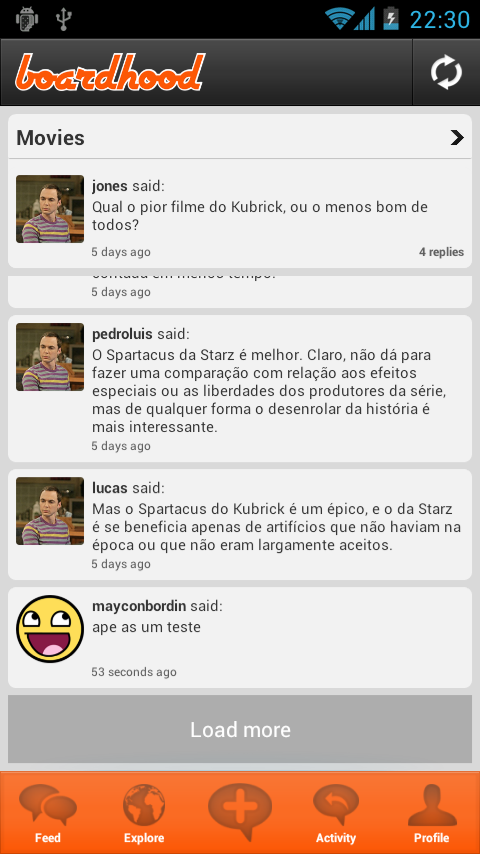 22:30
boardhood
Movies
jones said:
Qual o pior filme do Kubrick, ou o menos bom de
todos?
5 days ago
4 replies
contada em menos tempo.
5 days ago
pedroluis said:
O Spartacus da Starz é melhor. Claro, não dá para
fazer uma comparação com relação aos efeitos
especiais ou as liberdades dos produtores da série,
mas de qualquer forma o desenrolar da história é
mais interessante.
5 days ago
lucas said:
Mas o Spartacus do Kubrick é um épico, e o da Starz
é se beneficia apenas de artifícios que não haviam na
época ou que não eram largamente aceitos.
5 days ago
mayconbordin said:
ape as um teste
53 seconds ago
Load more
Feed
Explore
Activity
Profile